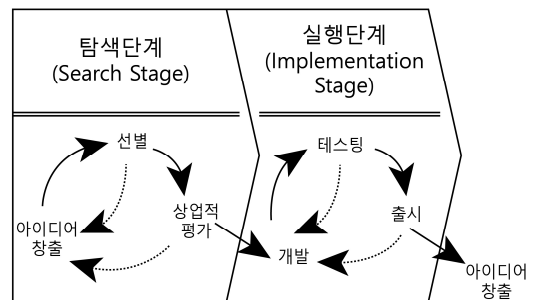 탐색단계
(Search Stage)
실행단계
(Implementation
Stage)
선별
상업적
평가
아이디어
창출
테스팅
출시
개발
아이디어
창출